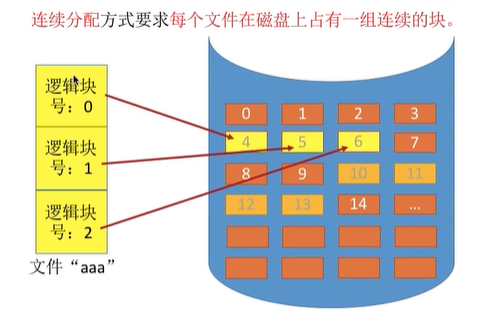 连续分配方式要求每个文件在磁盘上占有一组连续的块。
逻辑块
号：0
逻辑块
号：1
逻辑块
号：2
文件“aaa”
0 1 2 3
4 5 6 7
8 9 10 11
12 13 14 ...